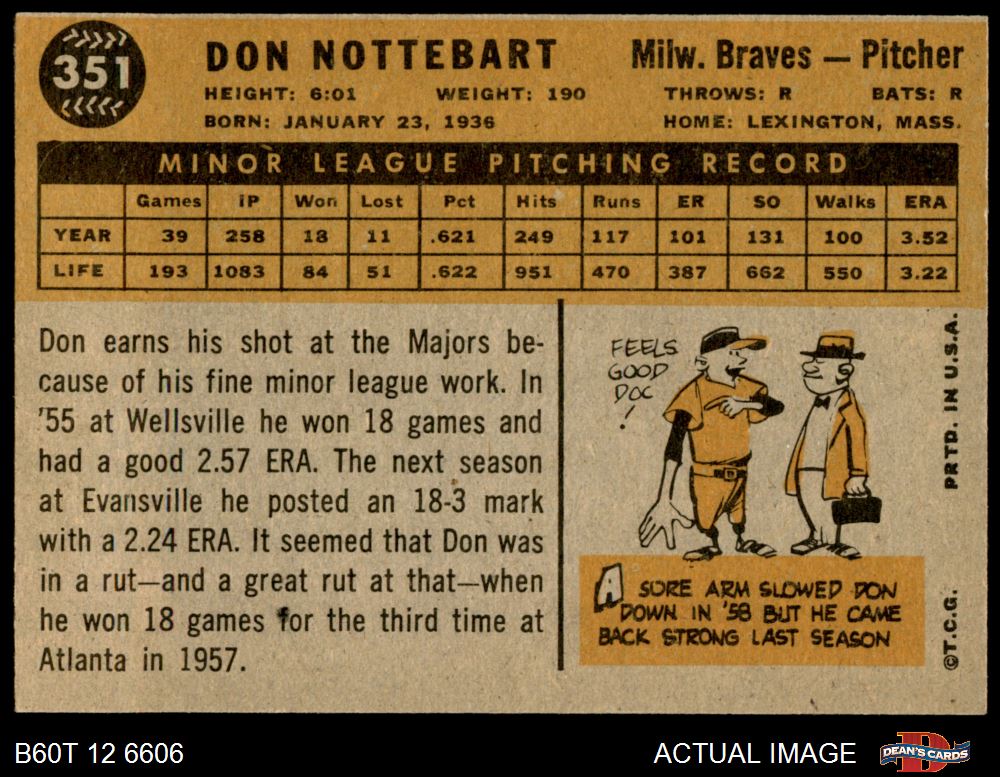 351
DON NOTTEBART
Milw. Braves — Pitcher
HEIGHT: 6:01 WEIGHT: 190 THROWS: R BATS: R
BORN: JANUARY 23, 1936 HOME: LEXINGTON, MASS.
MINOR LEAGUE PITCHING RECORD
Games IP Won Lost Pct Hits Runs ER SO Walks ERA
YEAR 39 258 18 11 .621 249 117 101 131 100 3.52
LIFE 193 1083 84 51 .622 951 470 387 662 550 3.22
Don earns his shot at the Majors be-
cause of his fine minor league work. In
'55 at Wellsville he won 18 games and
had a good 2.57 ERA. The next season
at Evansville he posted an 18-3 mark
with a 2.24 ERA. It seemed that Don was
in a rut—and a great rut at that—when
he won 18 games for the third time at
Atlanta in 1957.
FEELS
GOOD
DOC
!
A SORE ARM SLOWED DON
DOWN IN '58 BUT HE CAME
BACK STRONG LAST SEASON
©T.C.G. PRTD. IN U.S.A.
B60T 12 6606
ACTUAL IMAGE
D
DEAN'S CARDS